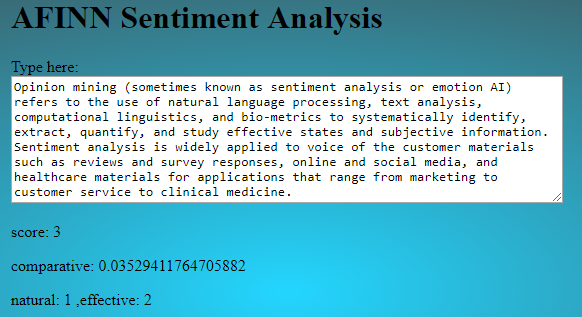 AFINN Sentiment Analysis
Type here:
Opinion mining (sometimes known as sentiment analysis or emotion AI)
refers to the use of natural language processing, text analysis,
computational linguistics, and bio-metrics to systematically identify,
extract, quantify, and study effective states and subjective information.
Sentiment analysis is widely applied to voice of the customer materials
such as reviews and survey responses, online and social media, and
healthcare materials for applications that range from marketing to
customer service to clinical medicine.
score: 3
comparative: 0.03529411764705882
natural: 1 ,effective: 2